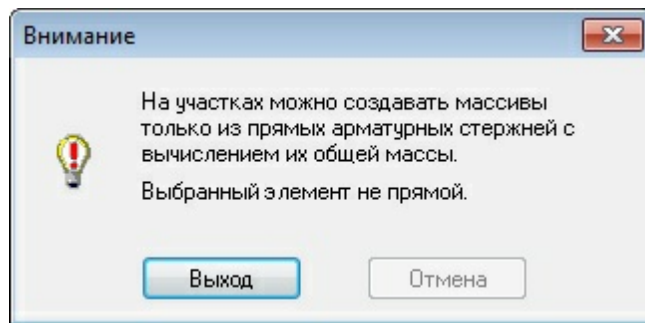 Внимание
На участках можно создавать массивы
только из прямых арматурных стержней с
вычислением их общей массы.
Выбранный элемент не прямой.
Выход
Отмена